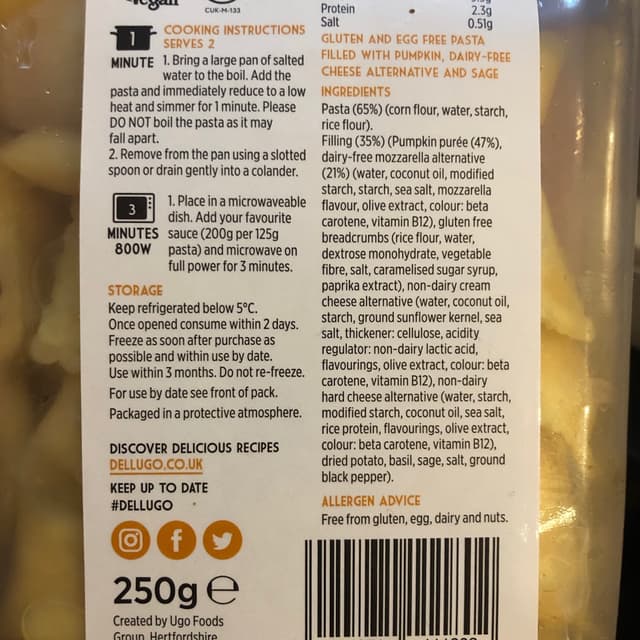 Vegan
CUK-M-133
1
MINUTE
COOKING INSTRUCTIONS
SERVES 2
1. Bring a large pan of salted
water to the boil. Add the
pasta and immediately reduce to a low
heat and simmer for 1 minute. Please
DO NOT boil the pasta as it may
fall apart.
2. Remove from the pan using a slotted
spoon or drain gently into a colander.
3
MINUTES
800W
1. Place in a microwaveable
dish. Add your favourite
sauce (200g per 125g
pasta) and microwave on
full power for 3 minutes.
STORAGE
Keep refrigerated below 5°C.
Once opened consume within 2 days.
Freeze as soon after purchase as
possible and within use by date.
Use within 3 months. Do not re-freeze.
For use by date see front of pack.
Packaged in a protective atmosphere.
DISCOVER DELICIOUS RECIPES
DELLUGO.CO.UK
KEEP UP TO DATE
#DELLUGO
250g e
Created by Ugo Foods
Group, Hertfordshire
Protein 2.3g
Salt 0.51g
GLUTEN AND EGG FREE PASTA
FILLED WITH PUMPKIN, DAIRY-FREE
CHEESE ALTERNATIVE AND SAGE
INGREDIENTS
Pasta (65%) (corn flour, water, starch,
rice flour).
Filling (35%) (Pumpkin purée (47%),
dairy-free mozzarella alternative
(21%) (water, coconut oil, modified
starch, starch, sea salt, mozzarella
flavour, olive extract, colour: beta
carotene, vitamin B12), gluten free
breadcrumbs (rice flour, water,
dextrose monohydrate, vegetable
fibre, salt, caramelised sugar syrup,
paprika extract), non-dairy cream
cheese alternative (water, coconut oil,
starch, ground sunflower kernel, sea
salt, thickener: cellulose, acidity
regulator: non-dairy lactic acid,
flavourings, olive extract, colour: beta
carotene, vitamin B12), non-dairy
hard cheese alternative (water, starch,
modified starch, coconut oil, sea salt,
rice protein, flavourings, olive extract,
colour: beta carotene, vitamin B12),
dried potato, basil, sage, salt, ground
black pepper).
ALLERGEN ADVICE
Free from gluten, egg, dairy and nuts.